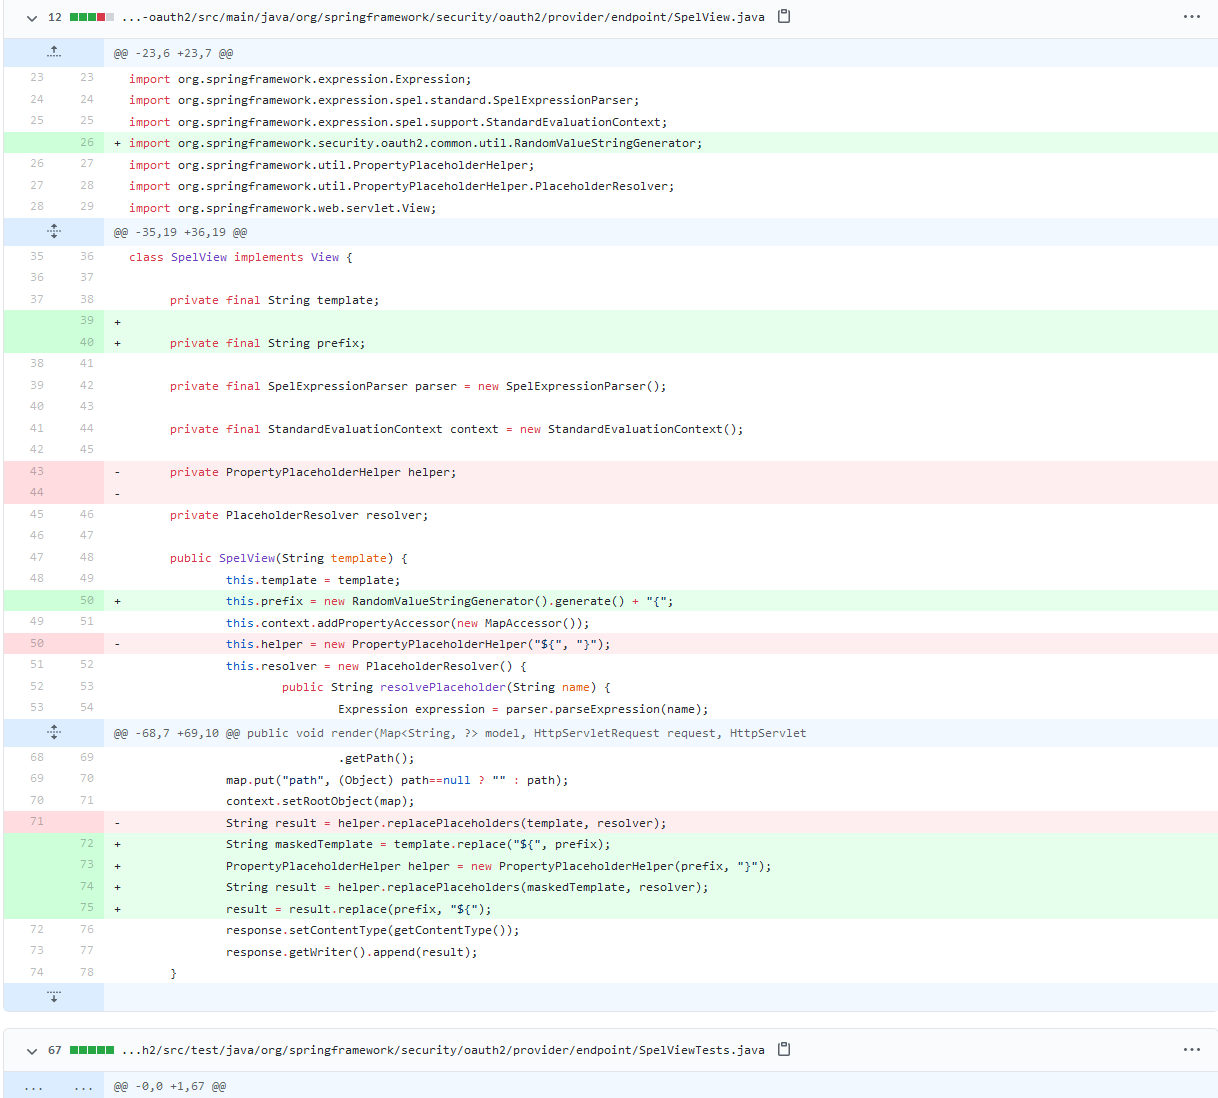 12 ...-oauth2/src/main/java/org/springframework/security/oauth2/provider/endpoint/SpelView.java
@@ -23,6 +23,7 @@
23 23 import org.springframework.expression.Expression;
24 24 import org.springframework.expression.spel.standard.SpelExpressionParser;
25 25 import org.springframework.expression.spel.support.StandardEvaluationContext;
26 + import org.springframework.security.oauth2.common.util.RandomValueStringGenerator;
26 27 import org.springframework.util.PropertyPlaceholderHelper;
27 28 import org.springframework.util.PropertyPlaceholderHelper.PlaceholderResolver;
28 29 import org.springframework.web.servlet.View;
@@ -35,19 +36,19 @@
35 36 class SpelView implements View {
36 37
37 38 private final String template;
39 +
40 + private final String prefix;
38 41
39 42 private final SpelExpressionParser parser = new SpelExpressionParser();
40 43
41 44 private final StandardEvaluationContext context = new StandardEvaluationContext();
42 45
43 - private PropertyPlaceholderHelper helper;
44 -
45 46 private PlaceholderResolver resolver;
46 47
47 48 public SpelView(String template) {
48 49 this.template = template;
50 + this.prefix = new RandomValueStringGenerator().generate() + "{";
49 51 this.context.addPropertyAccessor(new MapAccessor());
50 - this.helper = new PropertyPlaceholderHelper("${", "}");
51 52 this.resolver = new PlaceholderResolver() {
52 53 public String resolvePlaceholder(String name) {
53 54 Expression expression = parser.parseExpression(name);
@@ -68,7 +69,10 @@ public void render(Map<String, ?> model, HttpServletRequest request, HttpServlet
68 69 .getPath();
69 70 map.put("path", (Object) path==null ? "" : path);
70 71 context.setRootObject(map);
71 - String result = helper.replacePlaceholders(template, resolver);
72 + String maskedTemplate = template.replace("${", prefix);
73 + PropertyPlaceholderHelper helper = new PropertyPlaceholderHelper(prefix, "}");
74 + String result = helper.replacePlaceholders(maskedTemplate, resolver);
75 + result = result.replace(prefix, "${");
72 76 response.setContentType(getContentType());
73 77 response.getWriter().append(result);
74 78 }
67 ...h2/src/test/java/org/springframework/security/oauth2/provider/endpoint/SpelViewTests.java
... ... @@ -0,0 +1,67 @@